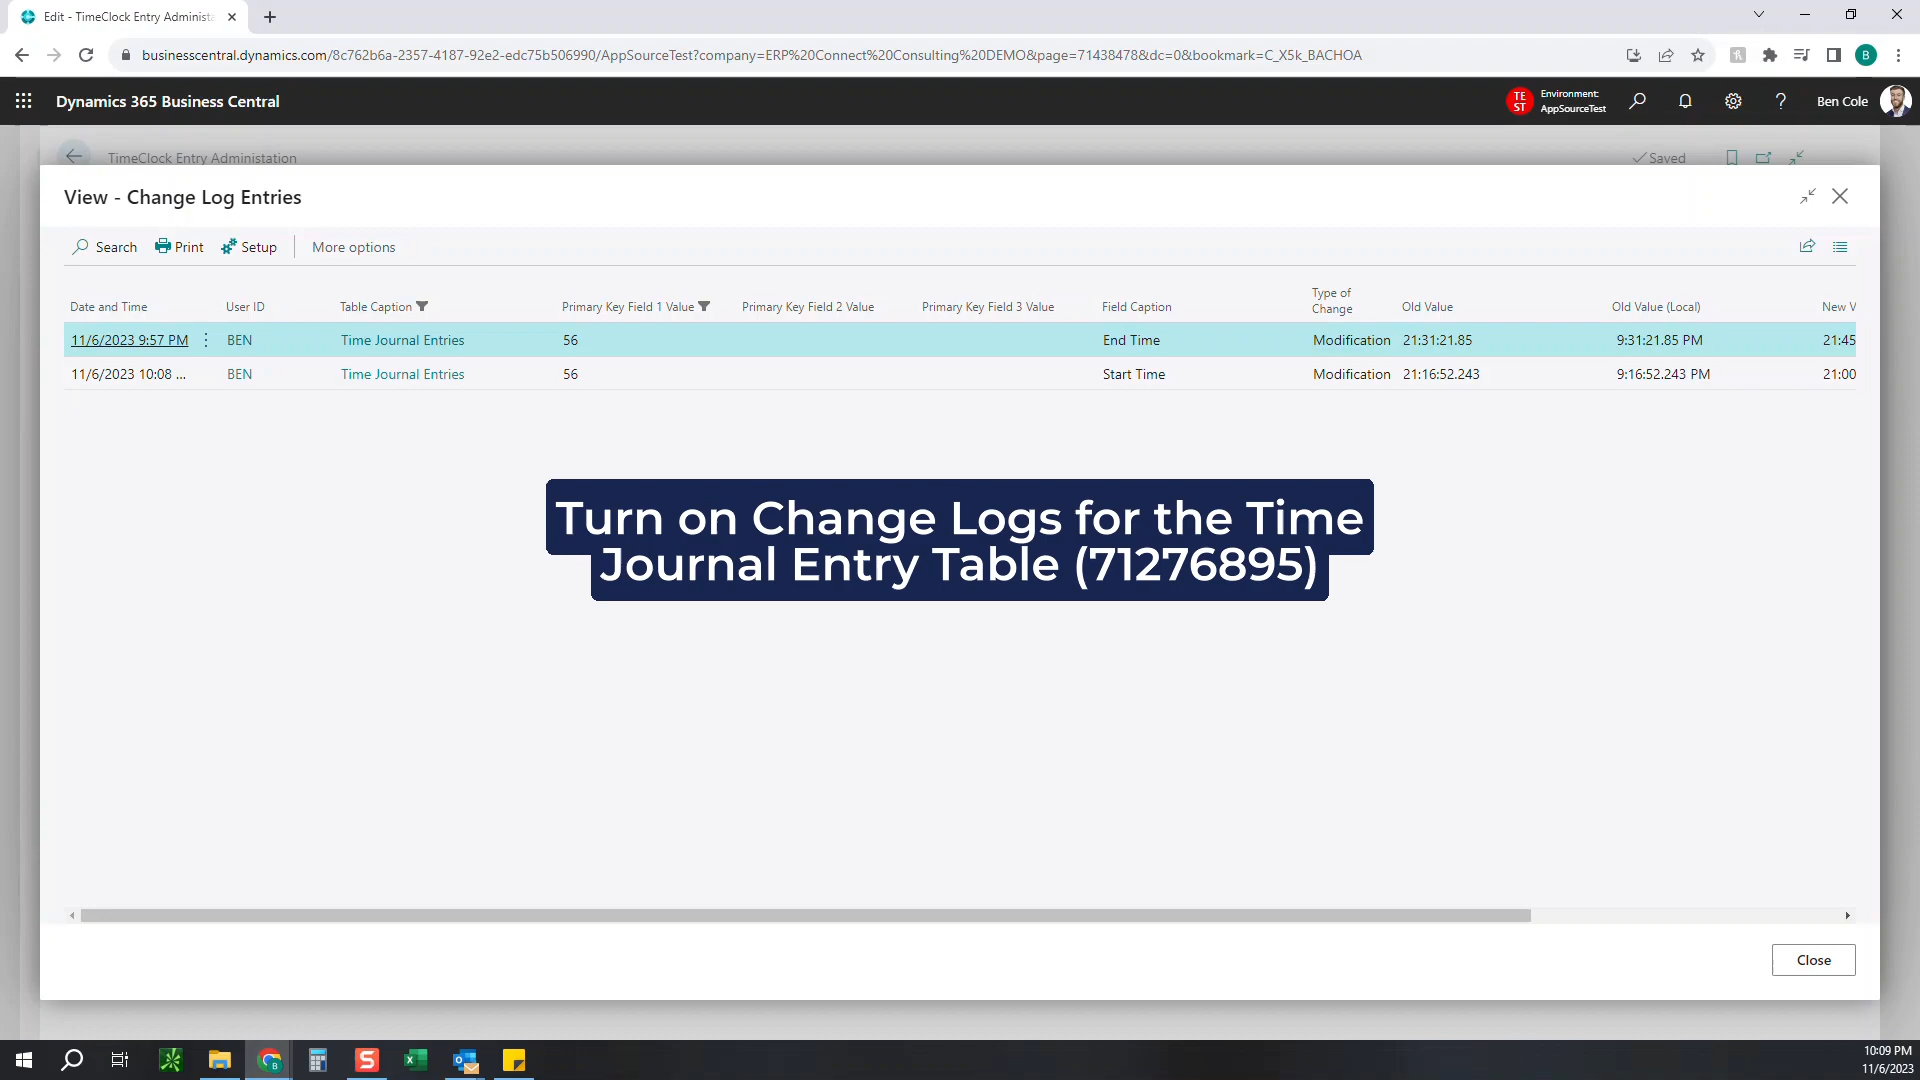 Edit - TimeClock Entry Administa
businesscentral.dynamics.com/8c762b6a-2357-4187-92e2-edc75b506990/AppSourceTest?company=ERP%20Connect%20Consulting%20DEMO&page=71438478&dc=0&bookmark=C_X5k_BACHOA
B
Dynamics 365 Business Central
TE ST
Environment:
AppSourceTest
Ben Cole
TimeClock Entry Administation
Saved
View - Change Log Entries
Search Print Setup More options
Date and Time User ID Table Caption Primary Key Field 1 Value Primary Key Field 2 Value Primary Key Field 3 Value Field Caption Type of Change Old Value Old Value (Local) New V
11/6/2023 9:57 PM BEN Time Journal Entries 56 End Time Modification 21:31:21.85 9:31:21.85 PM 21:45
11/6/2023 10:08 ... BEN Time Journal Entries 56 Start Time Modification 21:16:52.243 9:16:52.243 PM 21:00
Turn on Change Logs for the Time
Journal Entry Table (71276895)
Close
10:09 PM
11/6/2023